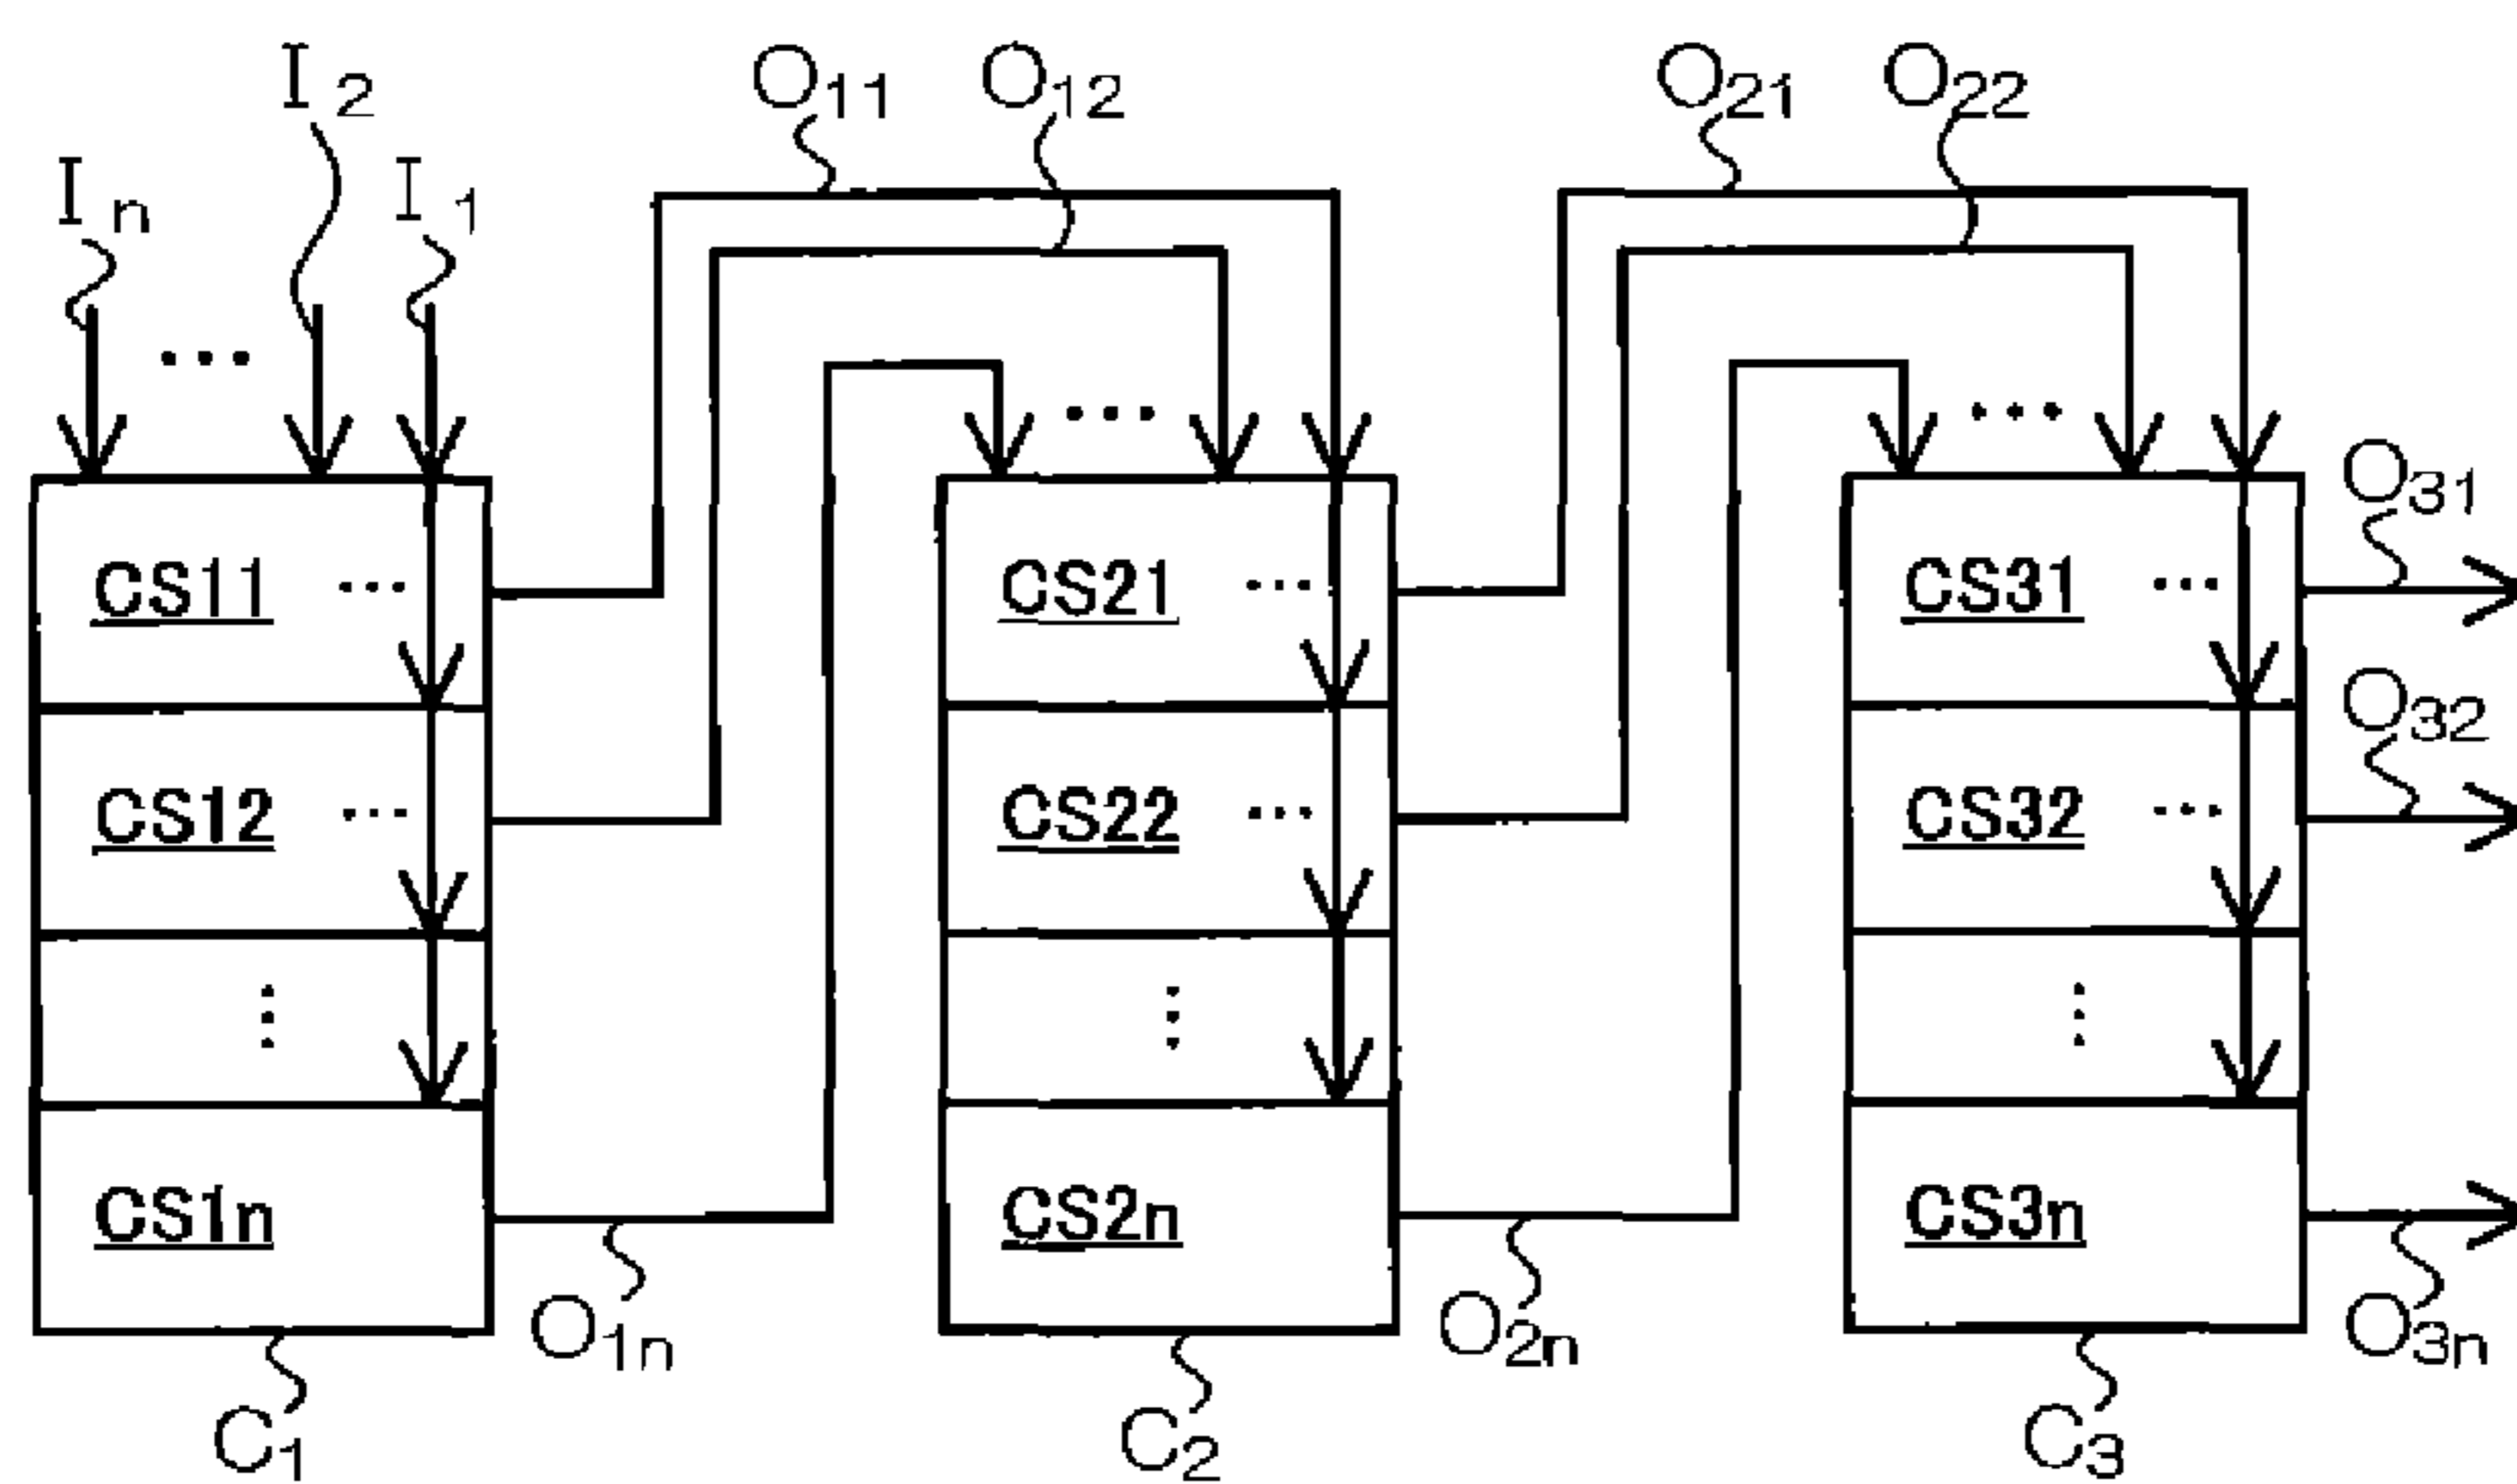 I2
O11
O12
O21
O22
In
I1
...
...
...
O31
CS11 ...
CS21 ...
CS31 ...
O32
CS12 ...
CS22 ...
CS32 ...
CS1n
CS2n
CS3n
O1n
O2n
O3n
C1
C2
C3